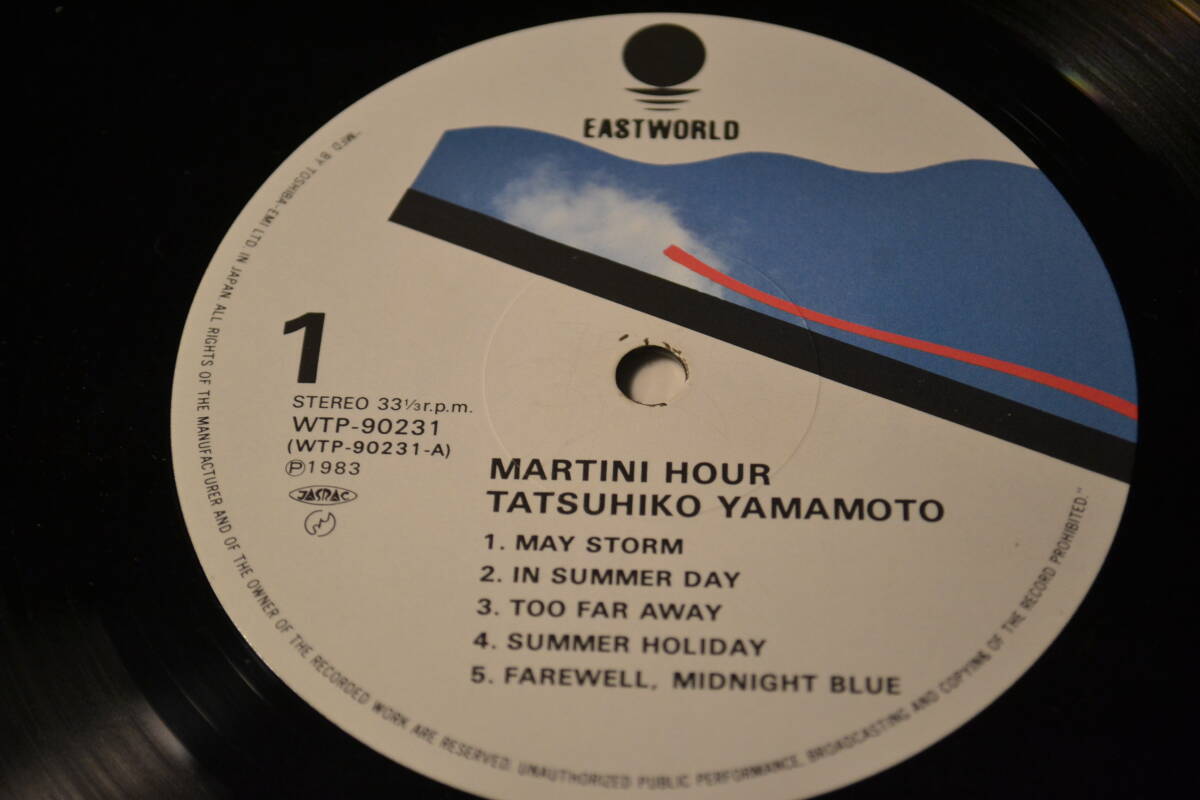 EASTWORLD
1
STEREO 33⅓r.p.m.
WTP-90231
(WTP-90231-A)
Ⓟ1983
JASRAC
MARTINI HOUR
TATSUHIKO YAMAMOTO
1. MAY STORM
2. IN SUMMER DAY
3. TOO FAR AWAY
4. SUMMER HOLIDAY
5. FAREWELL, MIDNIGHT BLUE
"MFD BY TOSHIBA-EMI LTD. IN JAPAN. ALL RIGHTS OF THE MANUFACTURER AND OF THE OWNER OF THE RECORDED WORK ARE RESERVED. UNAUTHORIZED PUBLIC PERFORMANCE, BROADCASTING AND COPYING OF THE RECORD PROHIBITED."